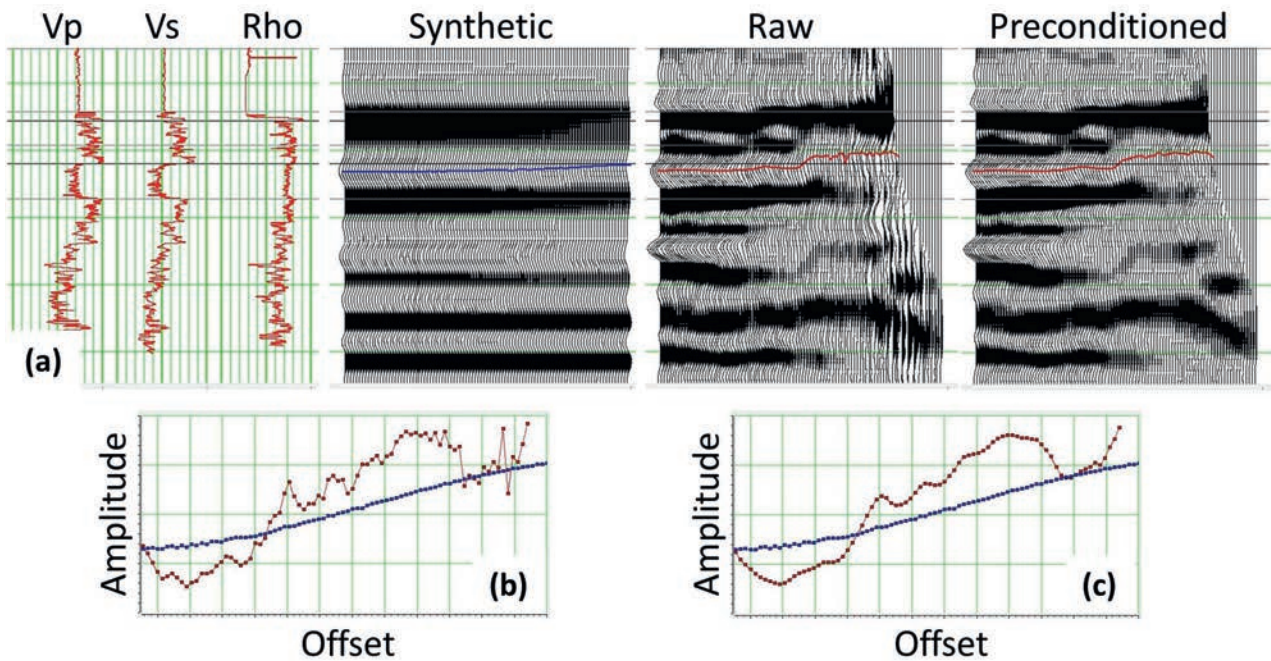 Vp Vs Rho Synthetic Raw Preconditioned
(a)
Amplitude
(b)
Offset
Amplitude
(c)
Offset